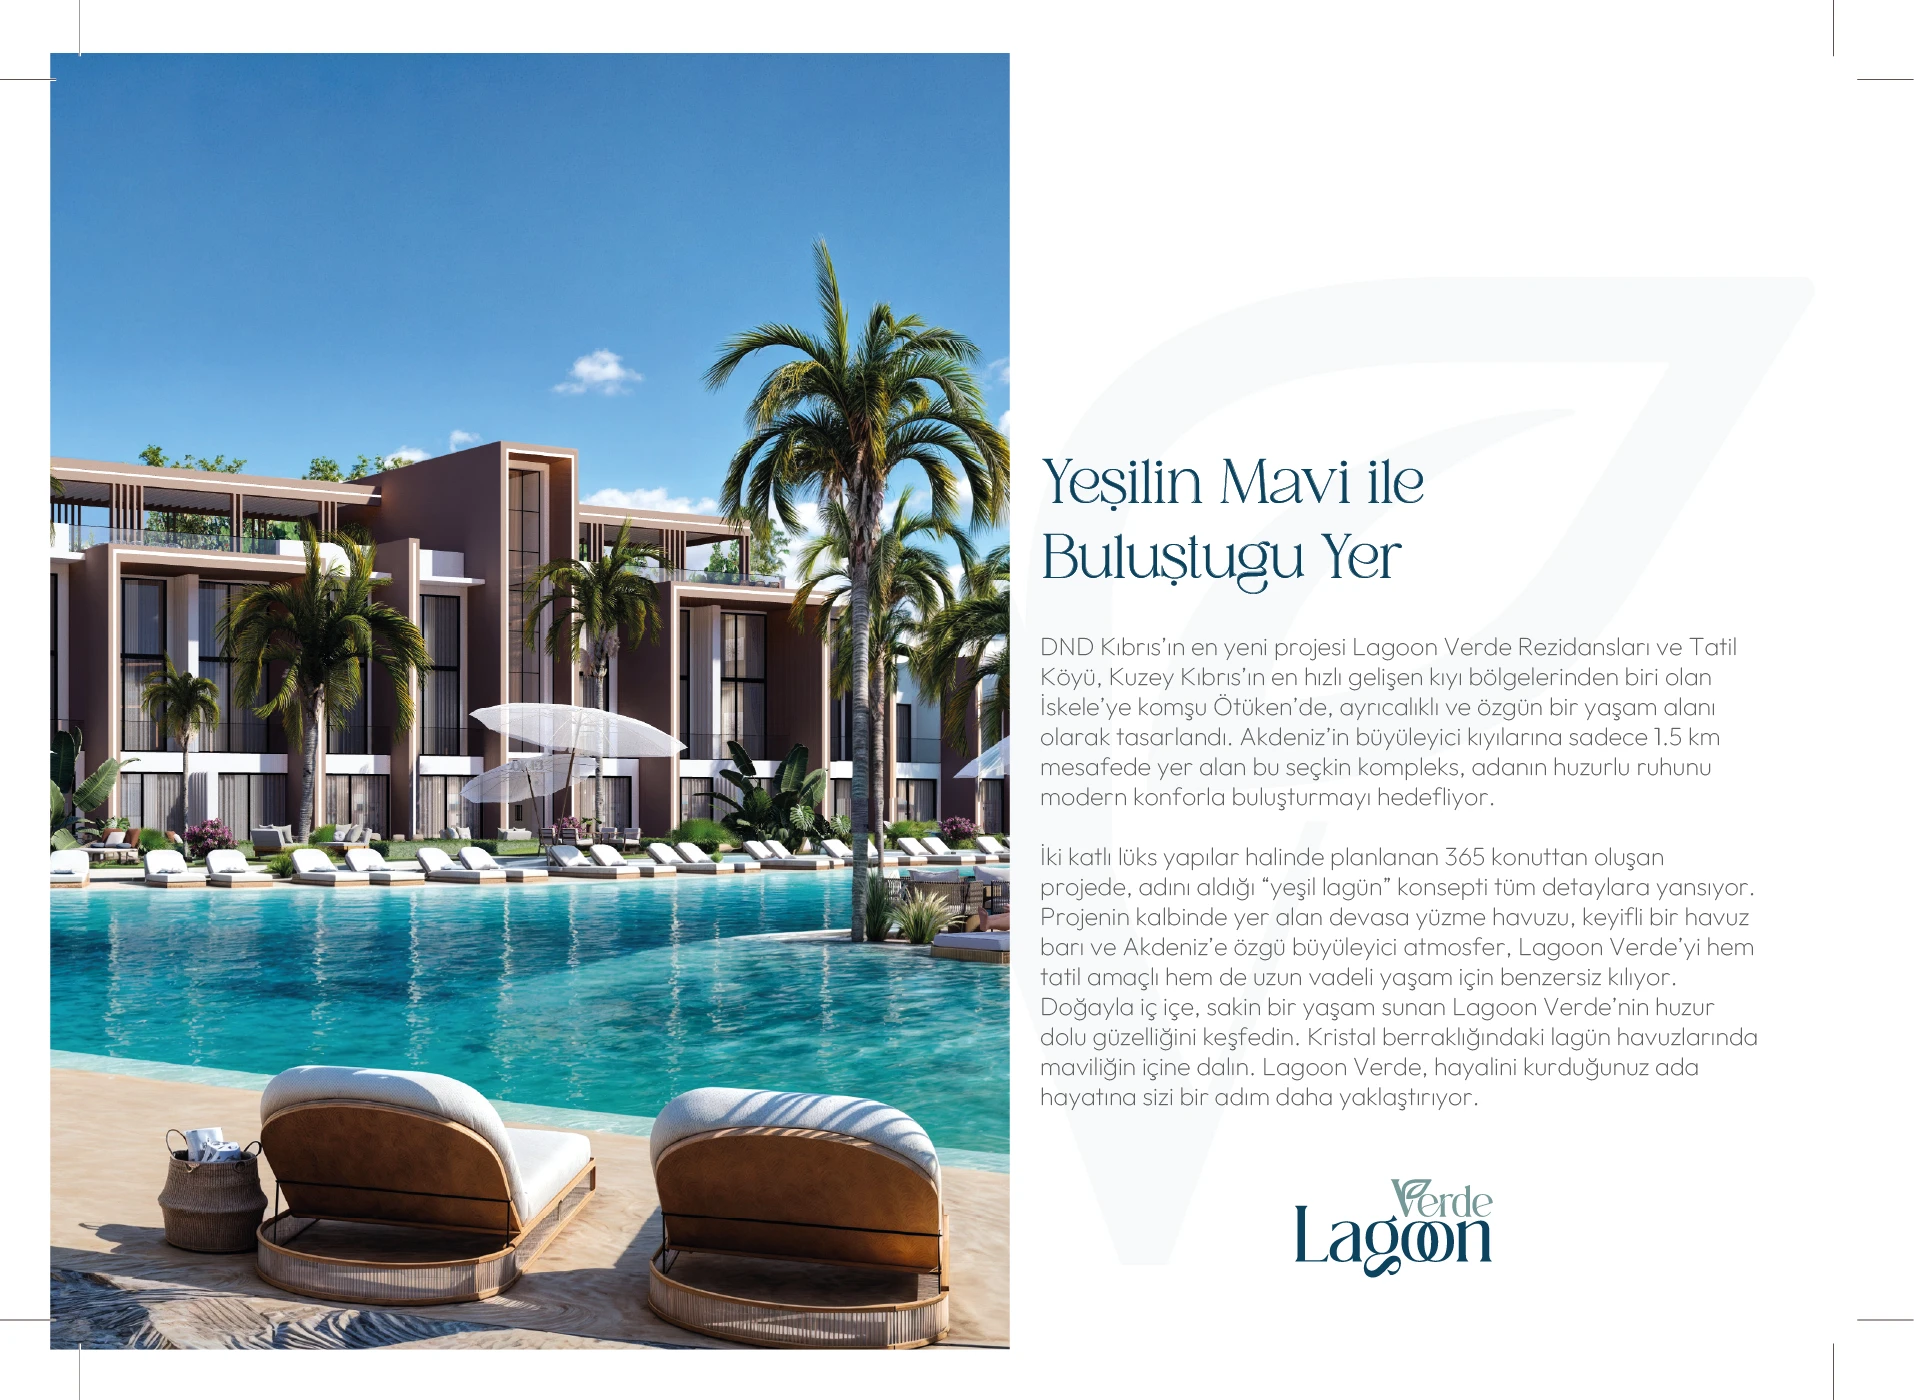 Yeşilin Mavi ile
Buluştugu Yer
DND Kıbrıs’ın en yeni projesi Lagoon Verde Rezidansları ve Tatil
Köyü, Kuzey Kıbrıs’ın en hızlı gelişen kıyı bölgelerinden biri olan
İskele’ye komşu Ötüken’de, ayrıcalıklı ve özgün bir yaşam alanı
olarak tasarlandı. Akdeniz’in büyüleyici kıyılarına sadece 1.5 km
mesafede yer alan bu seçkin kompleks, adanın huzurlu ruhunu
modern konforla buluşturmayı hedefliyor.
İki katlı lüks yapılar halinde planlanan 365 konuttan oluşan
projede, adını aldığı “yeşil lagün” konsepti tüm detaylara yansıyor.
Projenin kalbinde yer alan devasa yüzme havuzu, keyifli bir havuz
barı ve Akdeniz’e özgü büyüleyici atmosfer, Lagoon Verde’yi hem
tatil amaçlı hem de uzun vadeli yaşam için benzersiz kılıyor.
Doğayla iç içe, sakin bir yaşam sunan Lagoon Verde’nin huzur
dolu güzelliğini keşfedin. Kristal berraklığındaki lagün havuzlarında
maviliğin içine dalın. Lagoon Verde, hayalini kurduğunuz ada
hayatına sizi bir adım daha yaklaştırıyor.
Verde
Lagoon